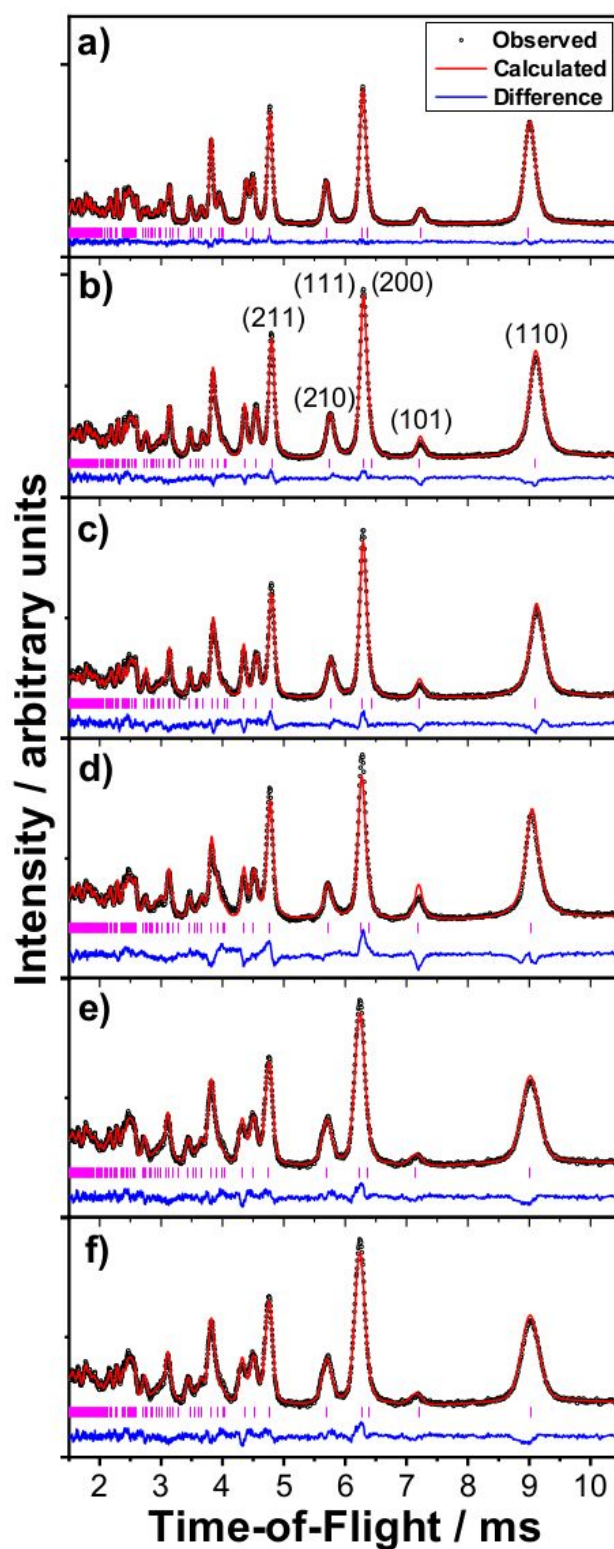 a)
Observed
Calculated
Difference
b)
(111) (200)
(211)
(110)
(210)
(101)
c)
d)
e)
f)
Intensity / arbitrary units
2 3 4 5 6 7 8 9 10
Time-of-Flight / ms